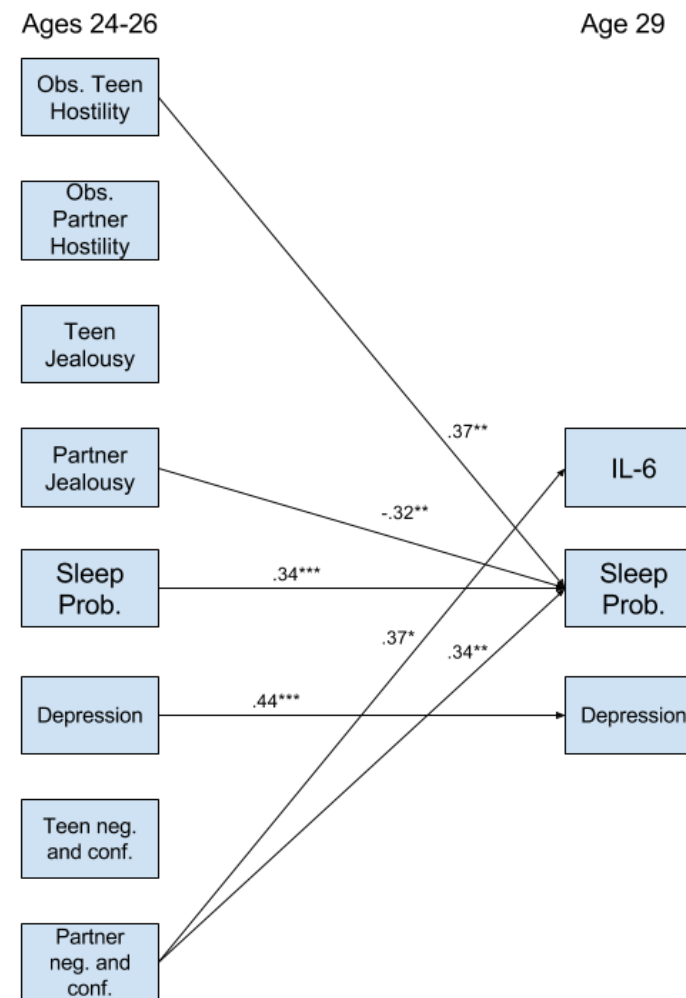 Ages 24-26
Age 29
Obs. Teen
Hostility
Obs.
Partner
Hostility
Teen
Jealousy
.37**
Partner
Jealousy
IL-6
-.32**
Sleep
Prob.
.34***
Sleep
Prob.
.37*
.34**
Depression
.44***
Depression
Teen neg.
and conf.
Partner
neg. and
conf.